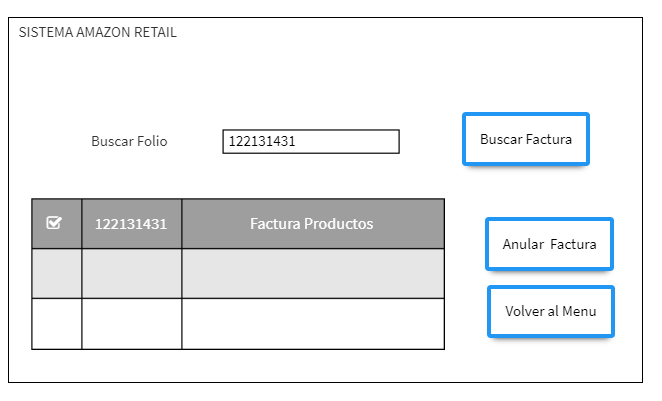 SISTEMA AMAZON RETAIL
Buscar Folio
122131431
Buscar Factura
122131431
Factura Productos
Anular Factura
Volver al Menu